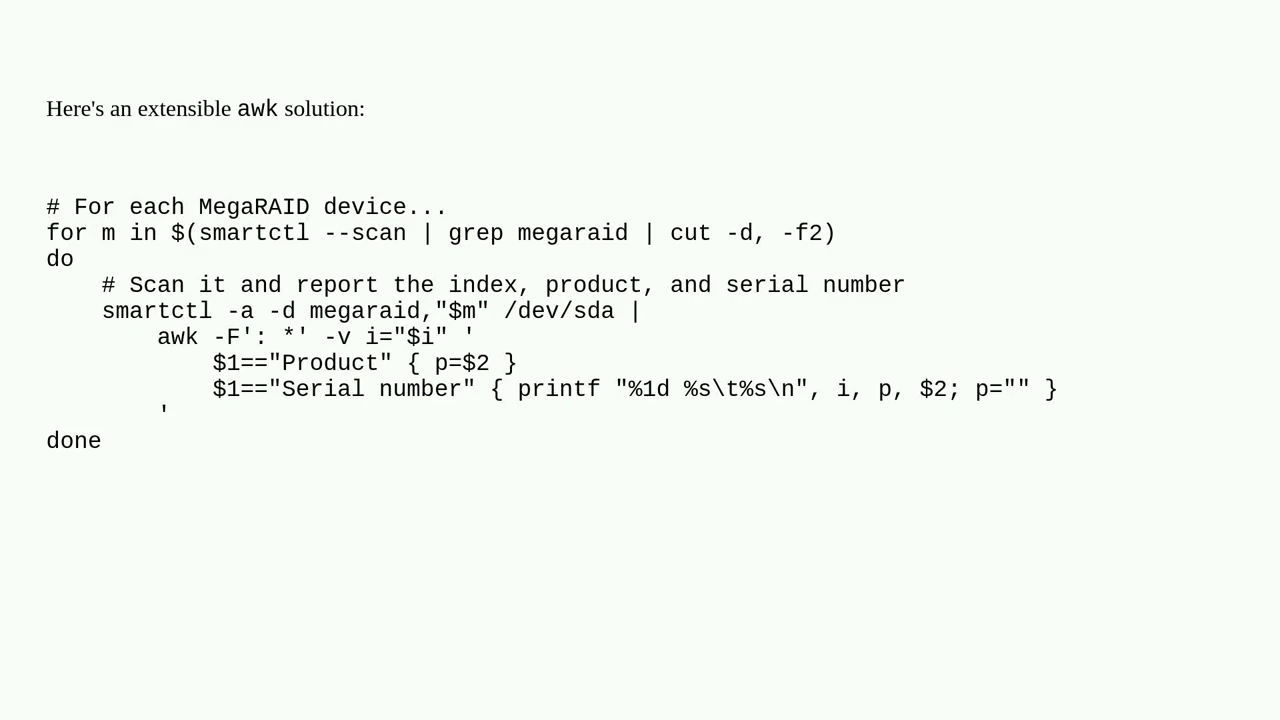 Here's an extensible awk solution:
# For each MegaRAID device...
for m in $(smartctl --scan | grep megaraid | cut -d, -f2)
do
    # Scan it and report the index, product, and serial number
    smartctl -a -d megaraid,"$m" /dev/sda |
        awk -F': *' -v i="$i" '
            $1=="Product" { p=$2 }
            $1=="Serial number" { printf "%1d %s\t%s\n", i, p, $2; p="" }
        '
done